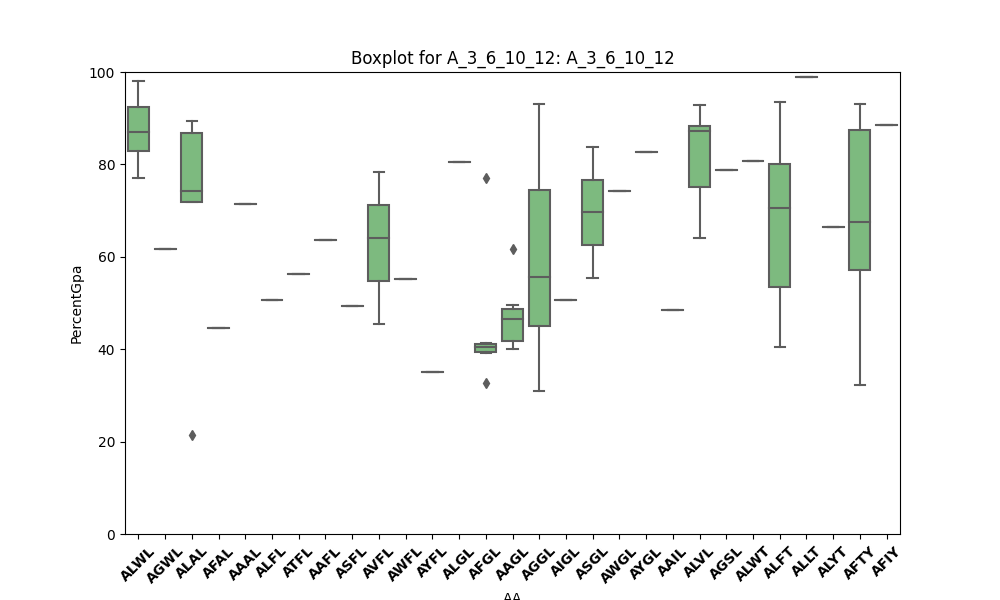 Boxplot for A_3_6_10_12: A_3_6_10_12
100
80
60
40
20
0
PercentGpa
ALWL AGWL ALAL AFAL AAAL ALFL ATFL AAFL ASFL AVFL AWFL AYFL ALGL AFGL AAGL AGGL AIGL ASGL AWGL AYGL AAIL ALVL AGSL ALWT ALFT ALLT ALYT AFTY AFIY
AA